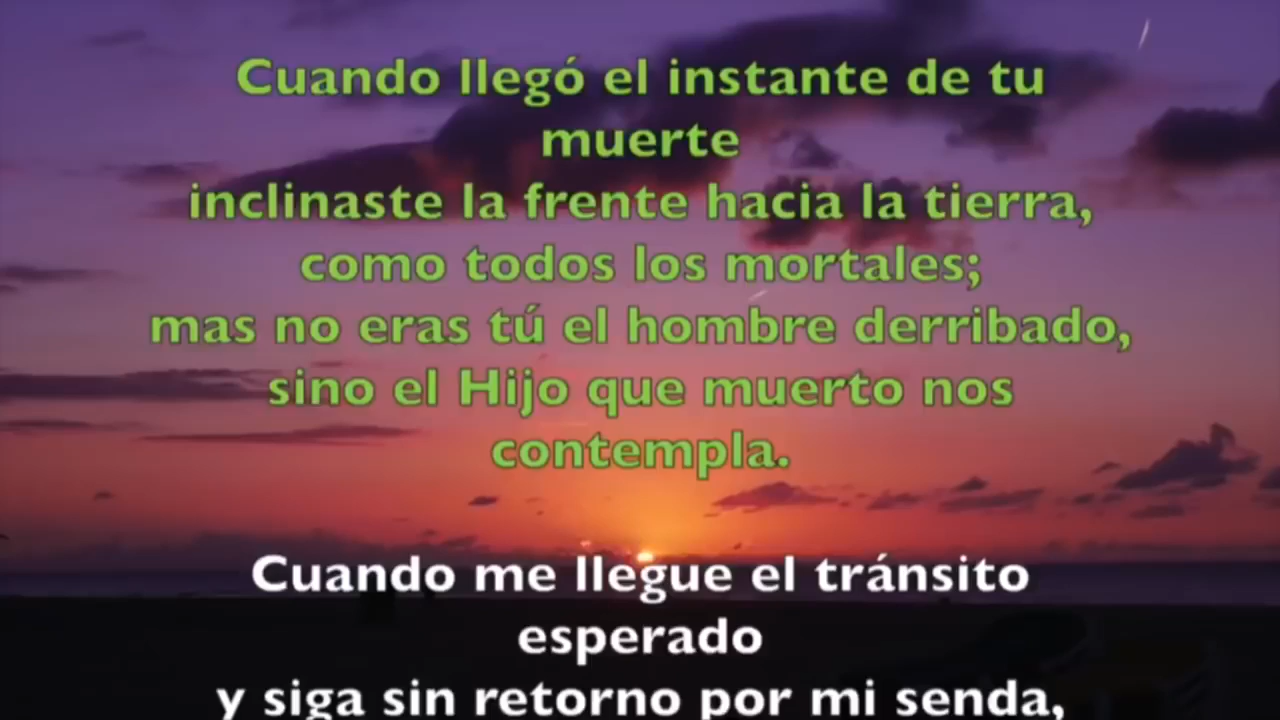 Cuando llegó el instante de tu
muerte
inclinaste la frente hacia la tierra,
como todos los mortales;
mas no eras tú el hombre derribado,
sino el Hijo que muerto nos
contempla.
Cuando me llegue el tránsito
esperado
y siga sin retorno por mi senda,